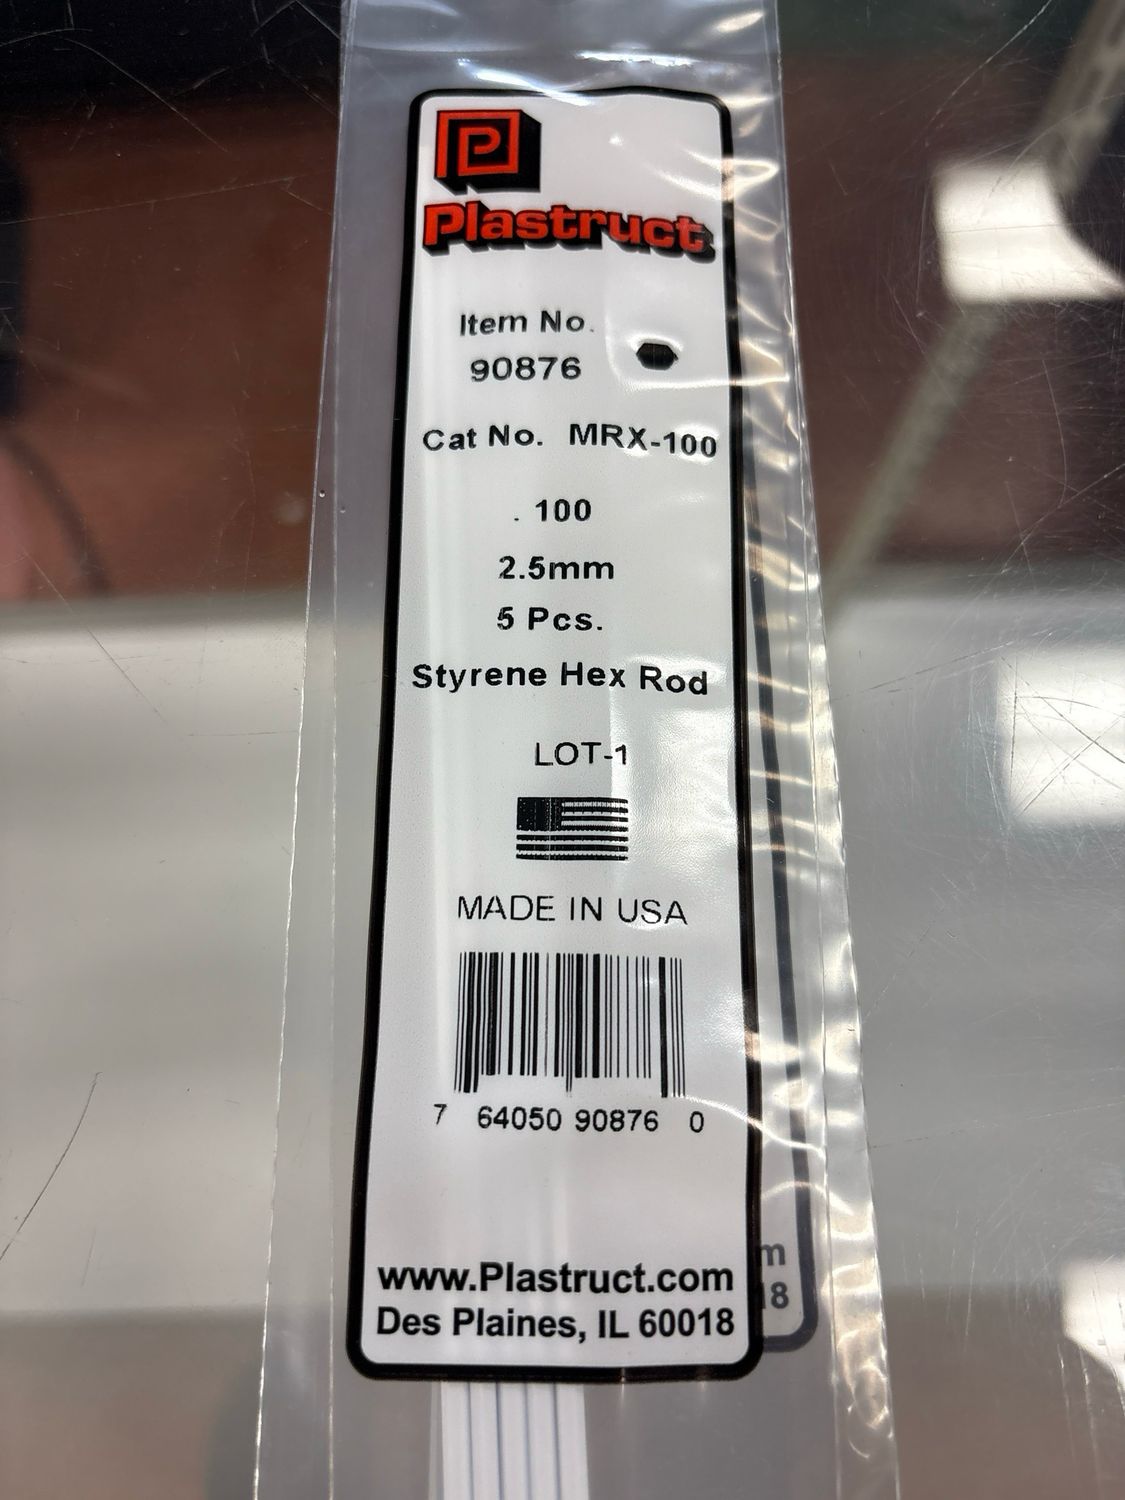 P
Plastruct
Item No.
90876
Cat No. MRX-100
. 100
2.5mm
5 Pcs.
Styrene Hex Rod
LOT-1
MADE IN USA
7 64050 90876 0
www.Plastruct.com
Des Plaines, IL 60018
m
18